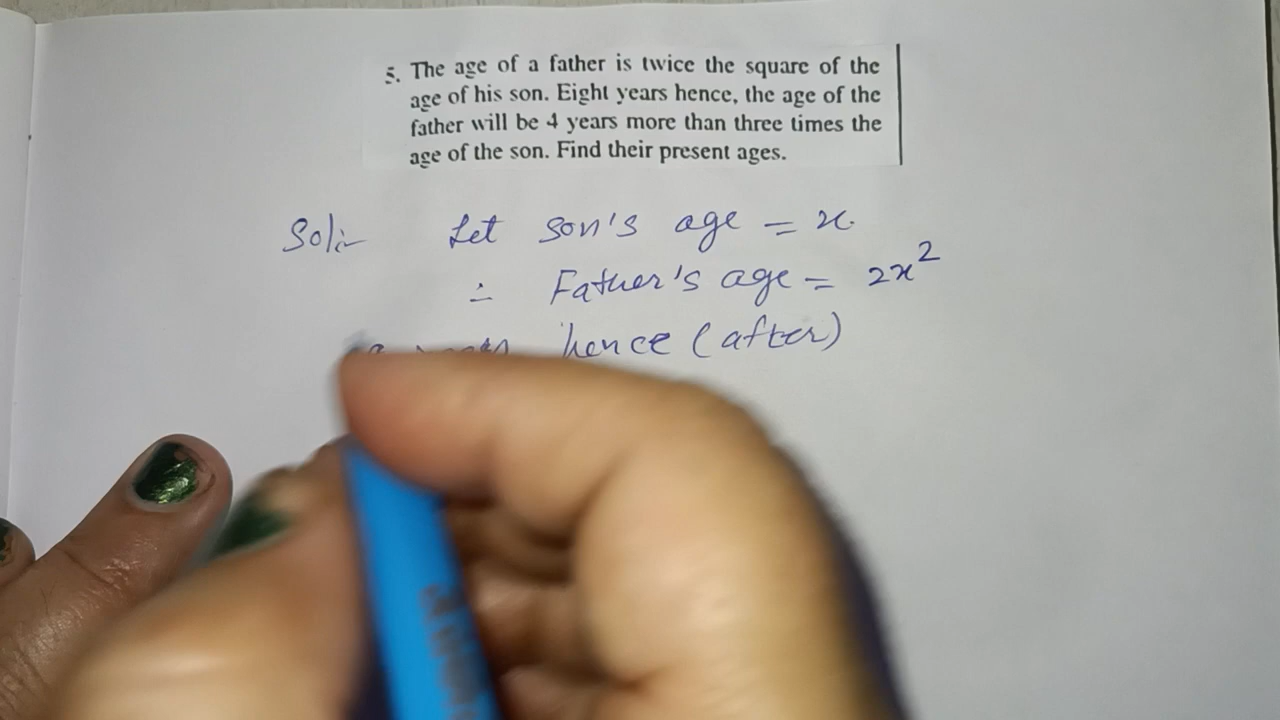 5. The age of a father is twice the square of the
age of his son. Eight years hence, the age of the
father will be 4 years more than three times the
age of the son. Find their present ages.
Soln Let son's age = x.
∴ Father's age = 2x²
hence (after)